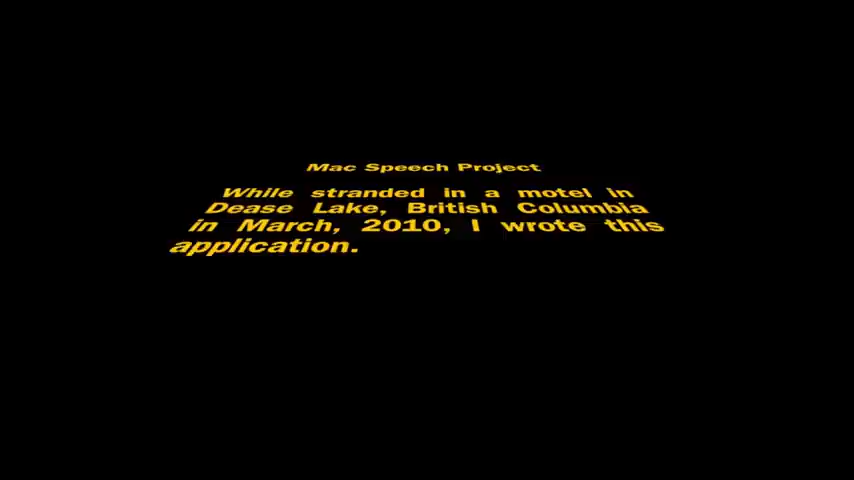 Mac Speech Project
While stranded in a motel in
Dease Lake, British Columbia
in March, 2010, I wrote this
application.